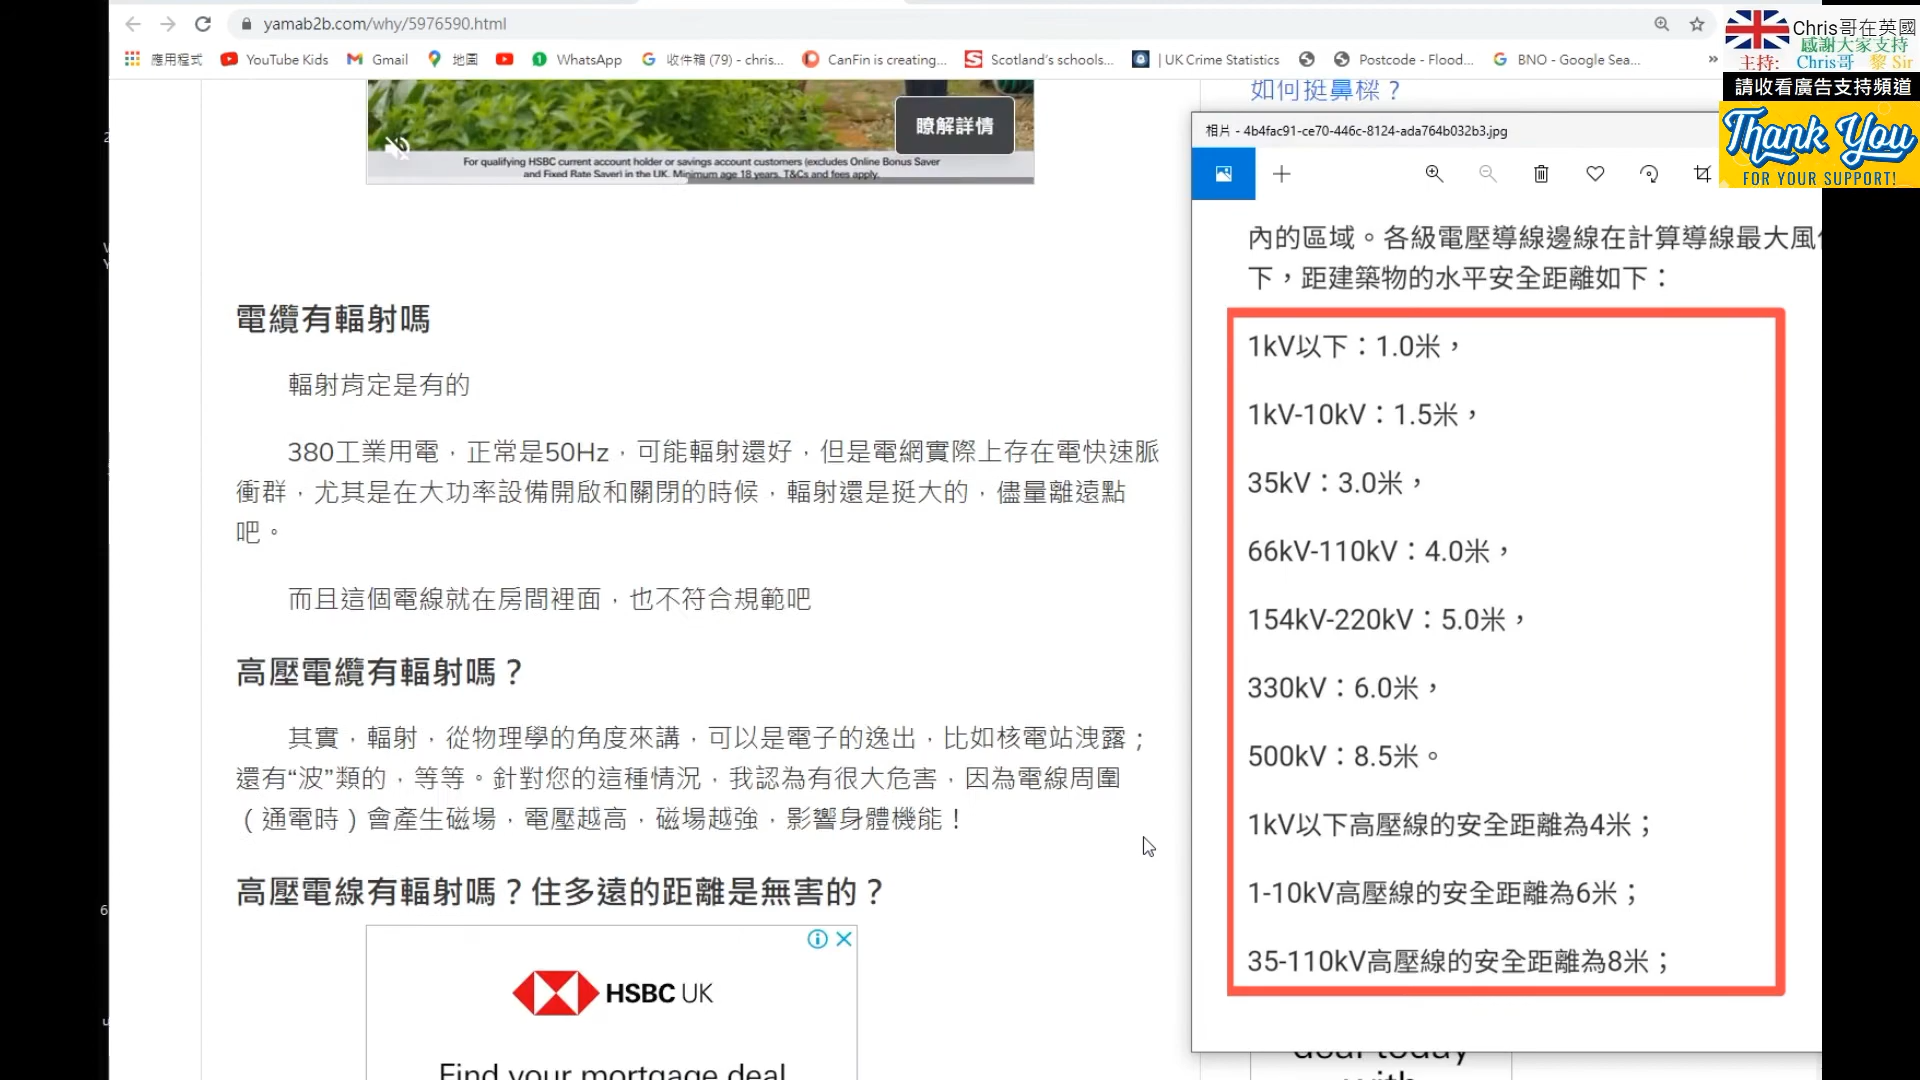 yamab2b.com/why/5976590.html
應用程式
YouTube Kids
Gmail
地圖
WhatsApp
收件箱 (79) - chris...
CanFin is creating...
Scotland's schools...
| UK Crime Statistics
Postcode - Flood...
BNO - Google Sea...
»
Chris哥在英國
感謝大家支持
主持: Chris哥 黎 Sir
請收看廣告支持頻道
Thank You
FOR YOUR SUPPORT!
瞭解詳情
For qualifying HSBC current account holder or savings account customers (excludes Online Bonus Saver
and Fixed Rate Saver) in the UK. Minimum age 18 years. T&Cs and fees apply.
電纜有輻射嗎
輻射肯定是有的
380工業用電，正常是50Hz，可能輻射還好，但是電網實際上存在電快速脈
衝群，尤其是在大功率設備開啟和關閉的時候，輻射還是挺大的，儘量離遠點
吧。
而且這個電線就在房間裡面，也不符合規範吧
高壓電纜有輻射嗎？
其實，輻射，從物理學的角度來講，可以是電子的逸出，比如核電站洩露；
還有“波”類的，等等。針對您的這種情況，我認為有很大危害，因為電線周圍
（通電時）會產生磁場，電壓越高，磁場越強，影響身體機能！
高壓電線有輻射嗎？住多遠的距離是無害的？
HSBC UK
Find your mortgage deal
如何挺鼻樑？
相片 - 4b4fac91-ce70-446c-8124-ada764b032b3.jpg
內的區域。各級電壓導線邊線在計算導線最大風
下，距建築物的水平安全距離如下：
1kV以下：1.0米，
1kV-10kV：1.5米，
35kV：3.0米，
66kV-110kV：4.0米，
154kV-220kV：5.0米，
330kV：6.0米，
500kV：8.5米。
1kV以下高壓線的安全距離為4米；
1-10kV高壓線的安全距離為6米；
35-110kV高壓線的安全距離為8米；
deal today
with